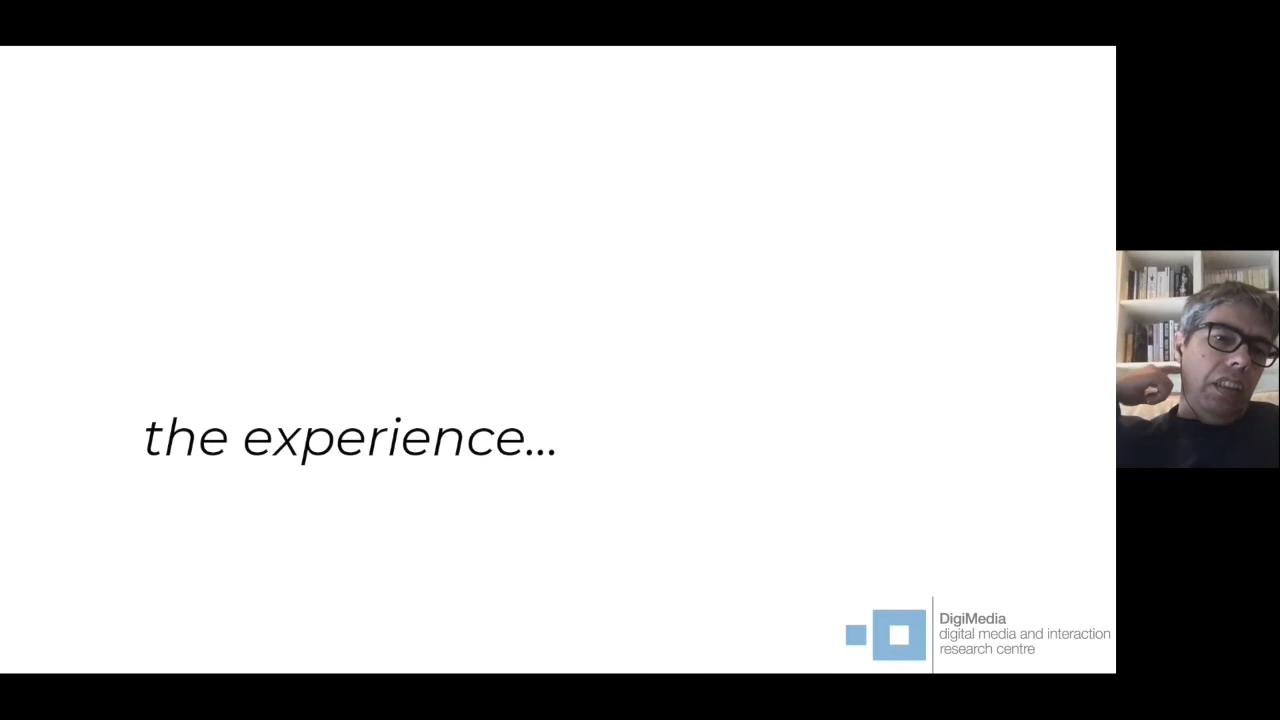 the experience...
DigiMedia
digital media and interaction
research centre